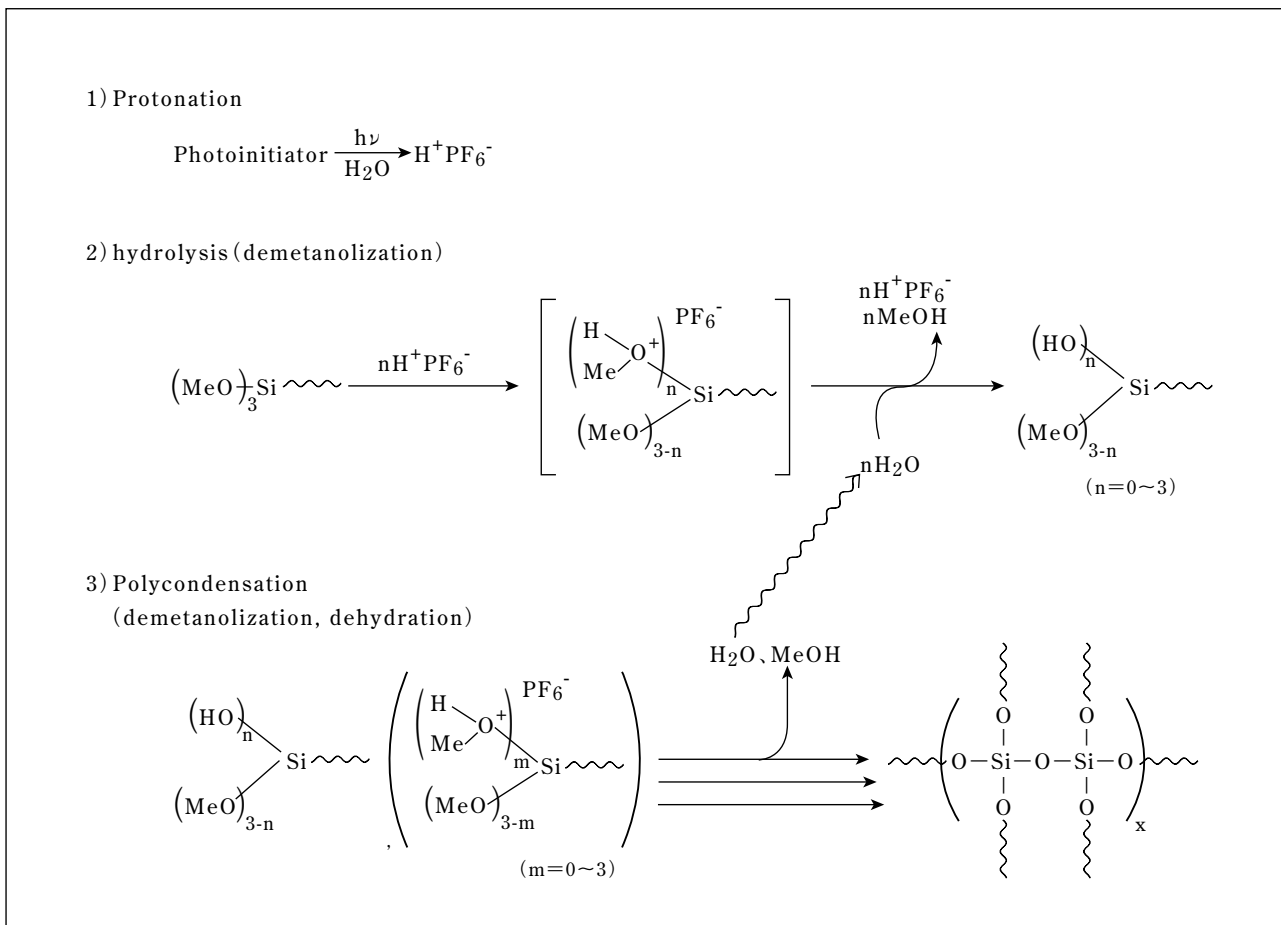 1) Protonation
Photoinitiator hν H₂O H⁺PF₆⁻
2) hydrolysis (demetanolization)
(MeO)₃Si nH⁺PF₆⁻ [(H Me O⁺)n (MeO)₃₋n Si PF₆⁻] nH⁺PF₆⁻ nMeOH nH₂O (HO)n (MeO)₃₋n Si
(n=0~3)
3) Polycondensation
(demetanolization, dehydration)
H₂O、MeOH
(HO)n (MeO)₃₋n Si , ((H Me O⁺)m (MeO)₃₋m Si PF₆⁻) (O-Si-O-Si-O)x O O O O
(m=0~3)